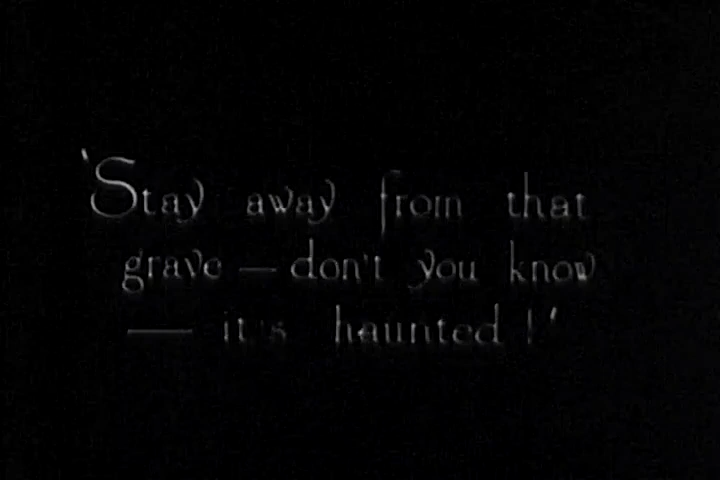 'Stay away from that
grave — don't you know
— it's haunted!'